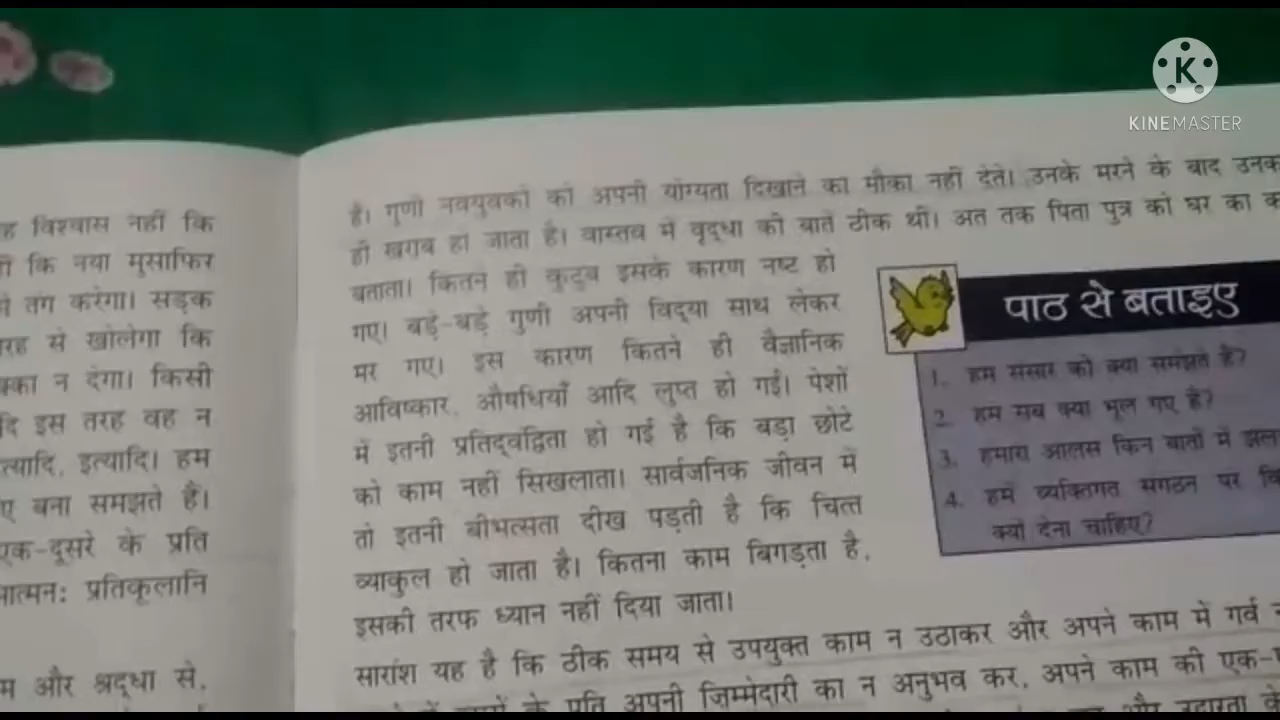 विश्वास नहीं कि
कि नया मुसाफिर
तंग करेगा। सड़क
से खोलेगा कि
न देगा। किसी
इस तरह वह न
इत्यादि। हम
बना समझते हैं।
एक-दूसरे के प्रति
प्रतिकूलानि
और श्रद्धा से,
है। गुणी नवयुवकों को अपनी योग्यता दिखाने का मौका नहीं देते। उनके मरने के बाद
ही खराब हो जाता है। वास्तव में वृद्धा की बातें ठीक थीं। अंत तक पिता पुत्र को घर का
बताता। कितने ही कुटुंब इसके कारण नष्ट हो
गए। बड़े-बड़े गुणी अपनी विद्या साथ लेकर
मर गए। इस कारण कितने ही वैज्ञानिक
आविष्कार, औषधियाँ आदि लुप्त हो गईं। पेशों
में इतनी प्रतिद्वंद्विता हो गई है कि बड़ा छोटे
को काम नहीं सिखलाता। सार्वजनिक जीवन में
तो इतनी बीभत्सता दीख पड़ती है कि चित्त
व्याकुल हो जाता है। कितना काम बिगड़ता है,
इसकी तरफ ध्यान नहीं दिया जाता।
सारांश यह है कि ठीक समय से उपयुक्त काम न उठाकर और अपने काम में गर्व
के प्रति अपनी ज़िम्मेदारी का न अनुभव कर, अपने काम की
और उदारता
पाठ से बताइए
1. हम संसार को क्या समझते हैं?
2. हम सब क्या भूल गए हैं?
3. हमारा आलस किन बातों में
4. हमें व्यक्तिगत संगठन पर
क्यों देना चाहिए?
K
KINEMASTER